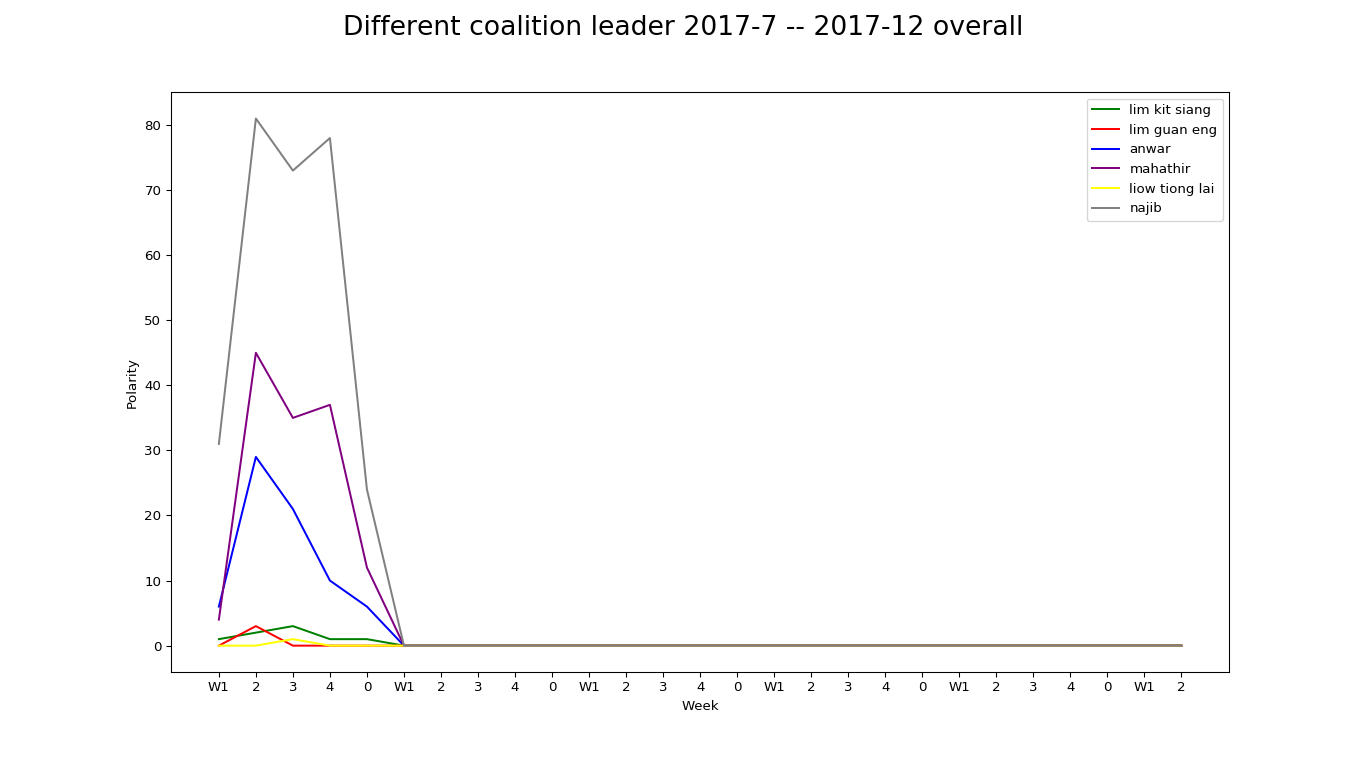 Different coalition leader 2017-7 -- 2017-12 overall
lim kit siang
lim guan eng
anwar
mahathir
liow tiong lai
najib
80
70
60
50
40
30
20
10
0
Polarity
W1 2 3 4 0 W1 2 3 4 0 W1 2 3 4 0 W1 2 3 4 0 W1 2 3 4 0 W1 2
Week